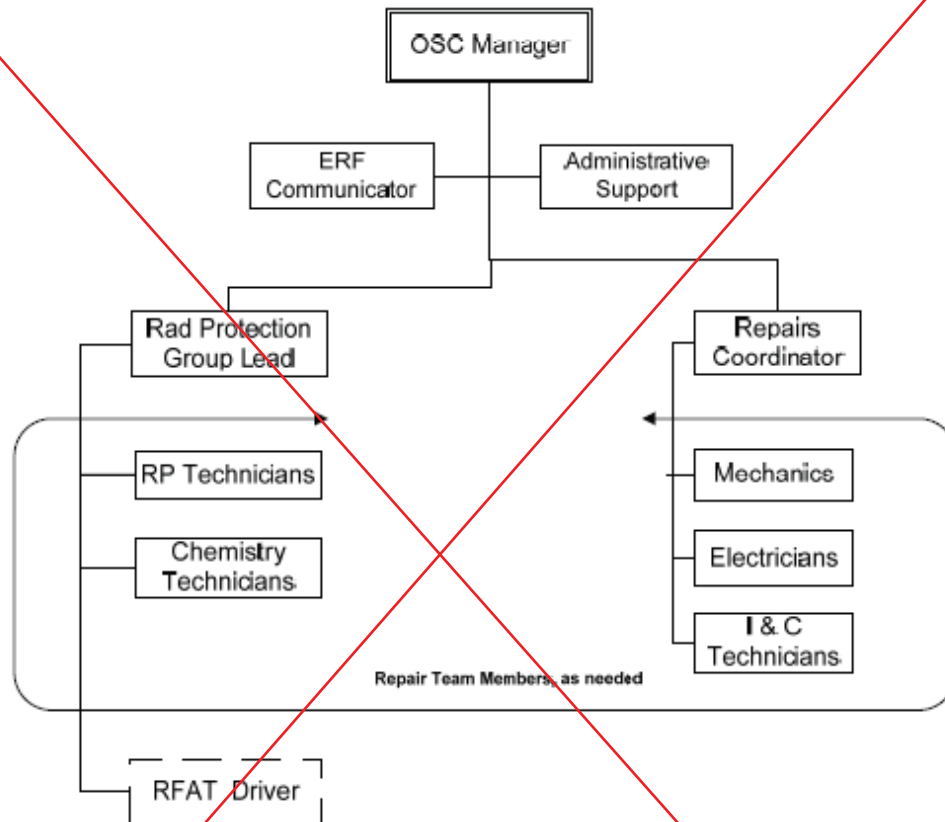 OSC Manager
ERF
Communicator
Administrative
Support
Rad Protection
Group Lead
Repairs
Coordinator
RP Technicians
Mechanics
Chemistry
Technicians
Electricians
I & C
Technicians
Repair Team Members, as needed
RFAT Driver